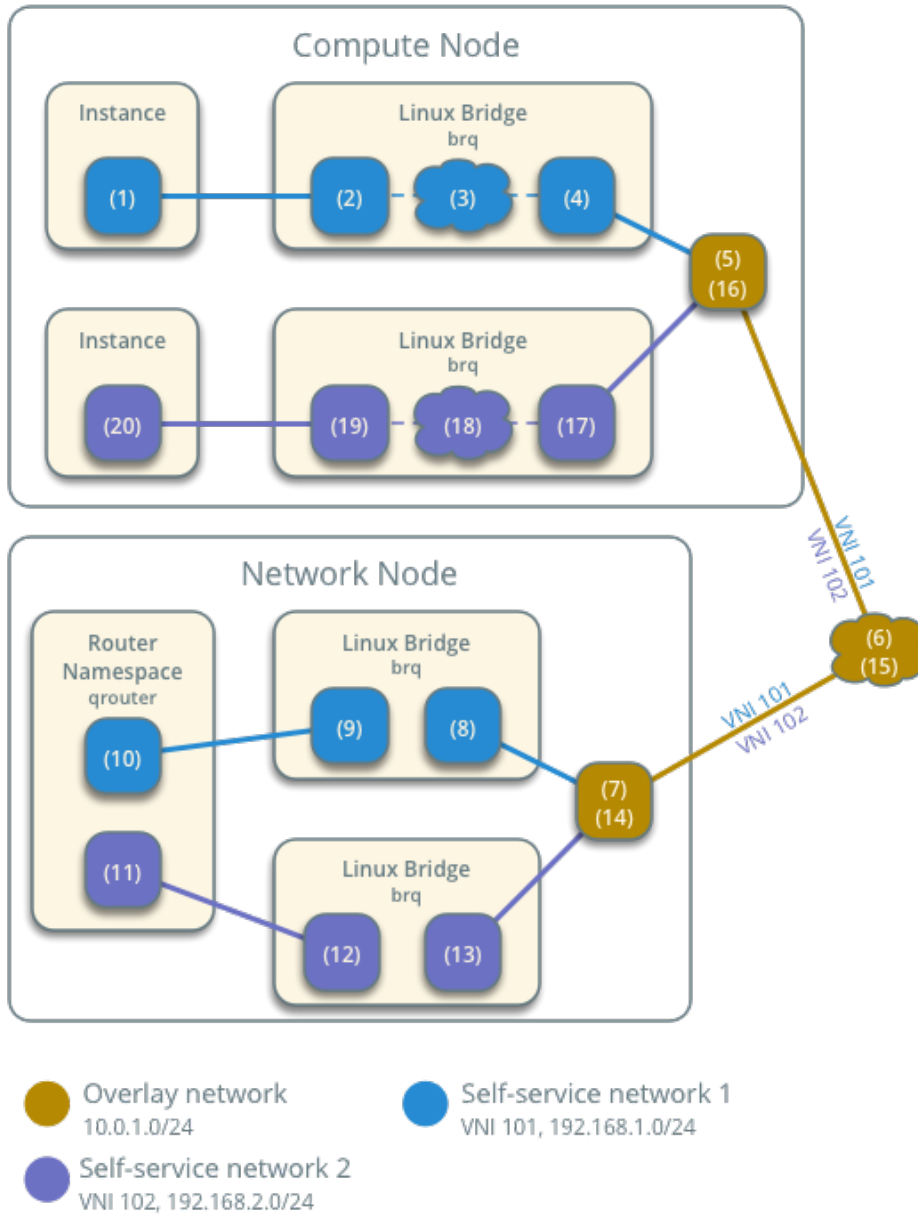 Compute Node
Instance
Linux Bridge
brq
(1)
(2)
(3)
(4)
(5)
(16)
Instance
Linux Bridge
brq
(20)
(19)
(18)
(17)
VNI 101
VNI 102
Network Node
Router
Namespace
qrouter
Linux Bridge
brq
(6)
(15)
(10)
(9)
(8)
VNI 101
VNI 102
(7)
(14)
(11)
Linux Bridge
brq
(12)
(13)
Overlay network
10.0.1.0/24
Self-service network 1
VNI 101, 192.168.1.0/24
Self-service network 2
VNI 102, 192.168.2.0/24